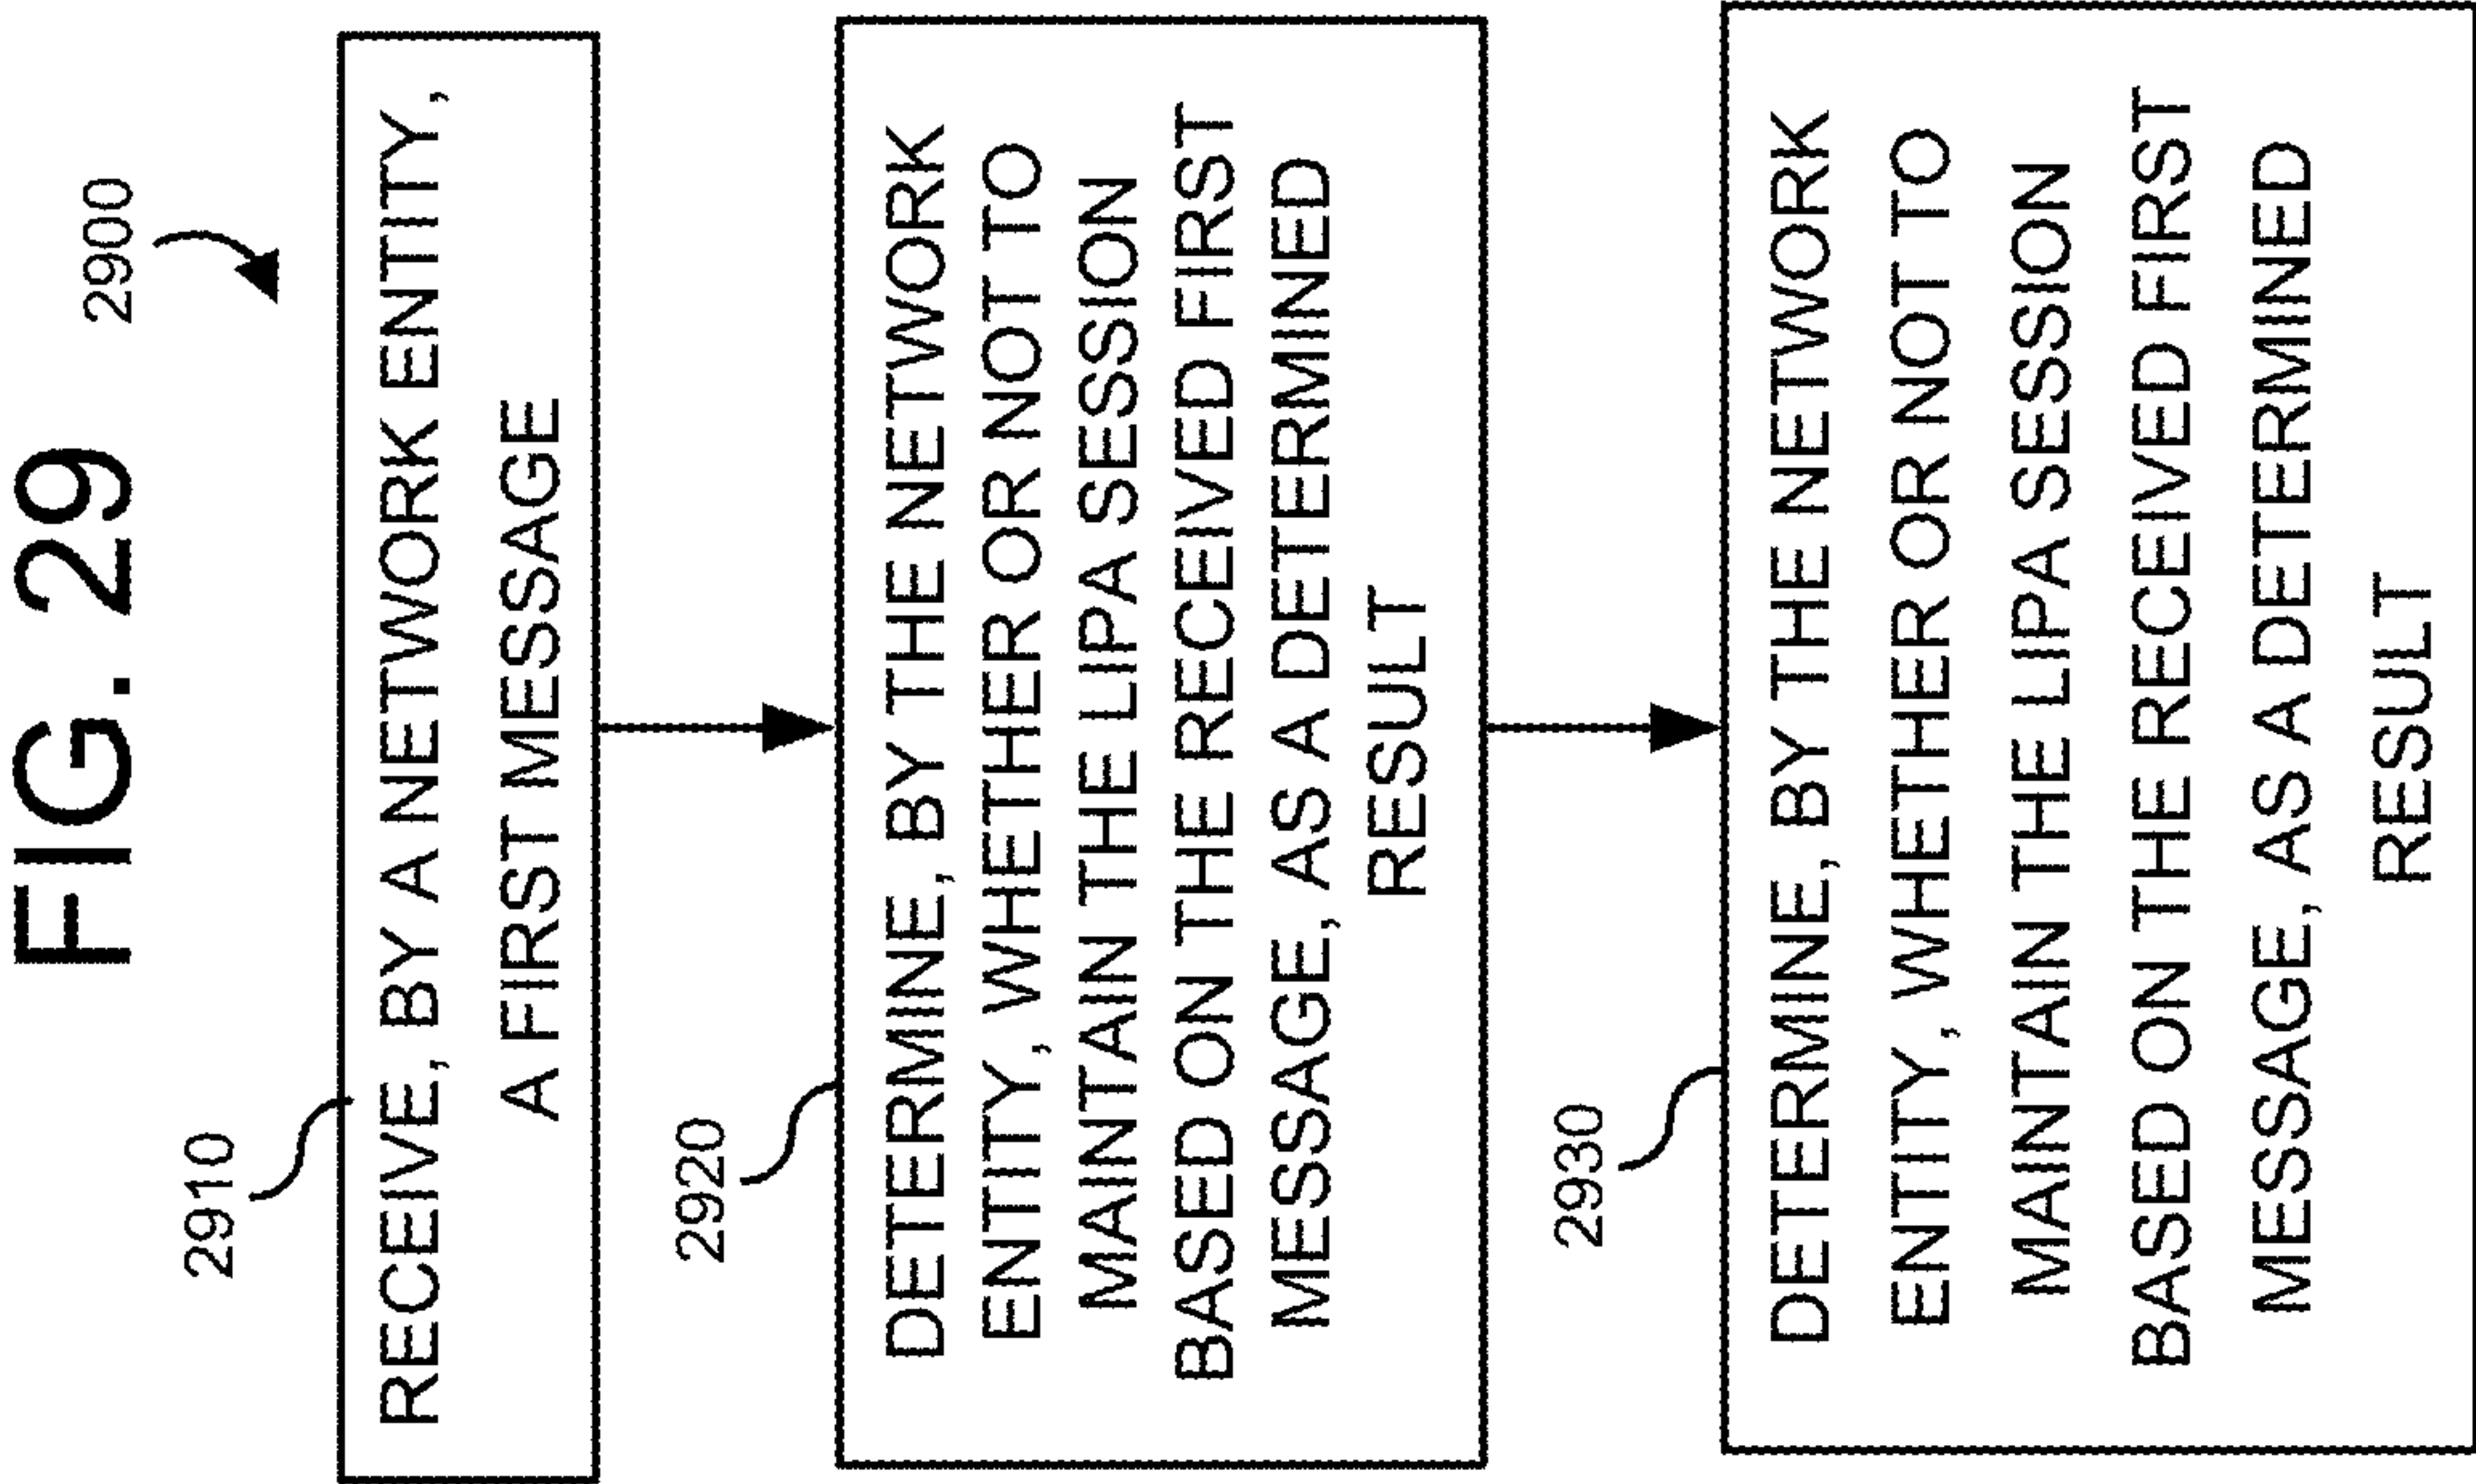 FIG. 29
2900
2910
RECEIVE, BY A NETWORK ENTITY,
A FIRST MESSAGE
2920
DETERMINE, BY THE NETWORK
ENTITY, WHETHER OR NOT TO
MAINTAIN THE LIPA SESSION
BASED ON THE RECEIVED FIRST
MESSAGE, AS A DETERMINED
RESULT
2930
DETERMINE, BY THE NETWORK
ENTITY, WHETHER OR NOT TO
MAINTAIN THE LIPA SESSION
BASED ON THE RECEIVED FIRST
MESSAGE, AS A DETERMINED
RESULT